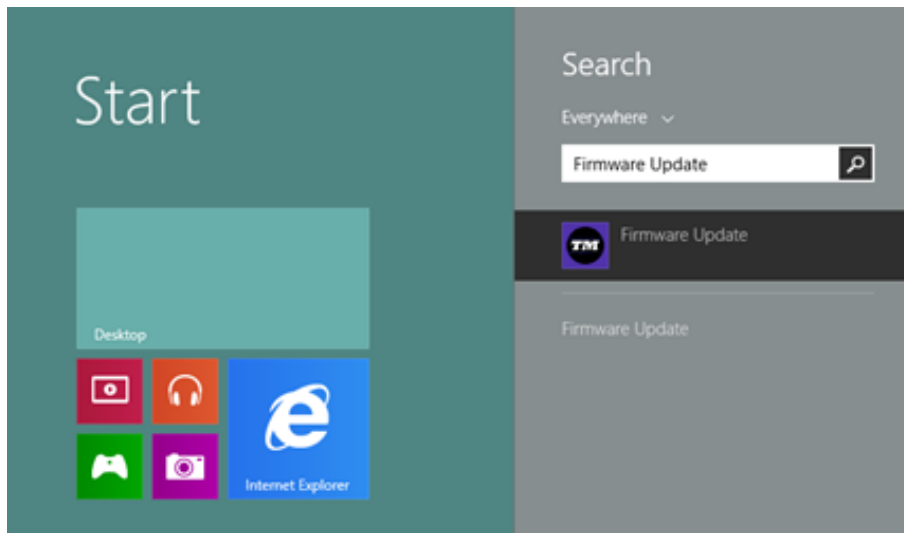 Start
Desktop
Internet Explorer
Search
Everywhere
Firmware Update
TM
Firmware Update
Firmware Update